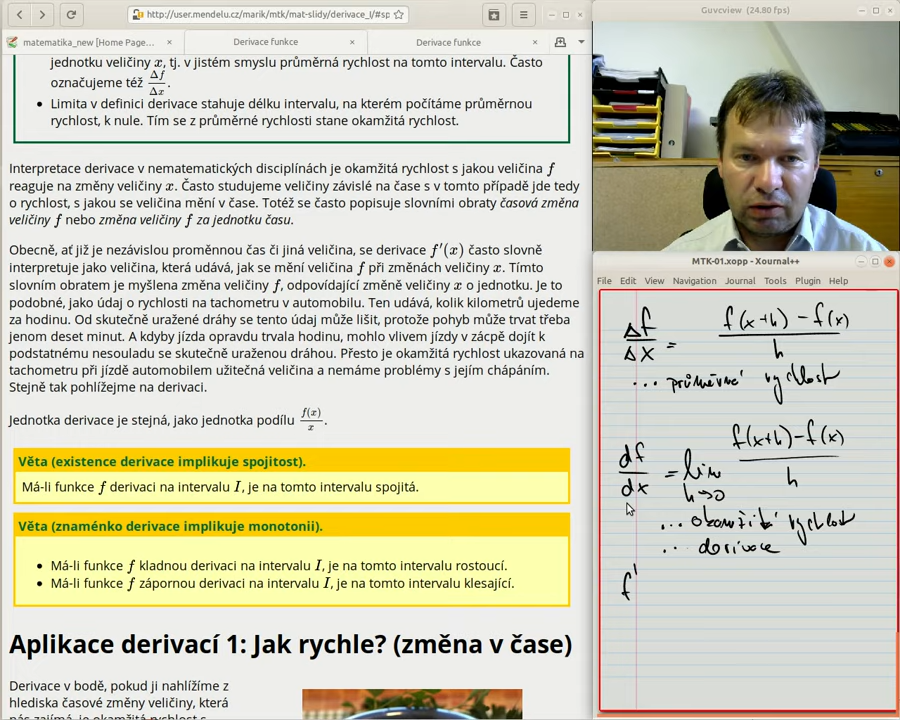 http://user.mendelu.cz/marik/mtk/mat-slidy/derivace_I/#sp
matematika_new [Home Page...
Derivace funkce
Derivace funkce
jednotku veličiny x, tj. v jistém smyslu průměrná rychlost na tomto intervalu. Často
označujeme též Δf/Δx.
• Limita v definici derivace stahuje délku intervalu, na kterém počítáme průměrnou
rychlost, k nule. Tím se z průměrné rychlosti stane okamžitá rychlost.
Interpretace derivace v nematematických disciplínách je okamžitá rychlost s jakou veličina f
reaguje na změny veličiny x. Často studujeme veličiny závislé na čase s v tomto případě jde tedy
o rychlost, s jakou se veličina mění v čase. Totéž se často popisuje slovními obraty časová změna
veličiny f nebo změna veličiny f za jednotku času.
Obecně, ať již je nezávislou proměnnou čas či jiná veličina, se derivace f′(x) často slovně
interpretuje jako veličina, která udává, jak se mění veličina f při změnách veličiny x. Tímto
slovním obratem je myšlena změna veličiny f, odpovídající změně veličiny x o jednotku. Je to
podobné, jako údaj o rychlosti na tachometru v automobilu. Ten udává, kolik kilometrů ujedeme
za hodinu. Od skutečně uražené dráhy se tento údaj může lišit, protože pohyb může trvat třeba
jenom deset minut. A kdyby jízda opravdu trvala hodinu, mohlo vlivem jízdy v zácpě dojít k
podstatnému nesouladu se skutečně uraženou dráhou. Přesto je okamžitá rychlost ukazovaná na
tachometru při jízdě automobilem užitečná veličina a nemáme problémy s jejím chápáním.
Stejně tak pohlížejme na derivaci.
Jednotka derivace je stejná, jako jednotka podílu f(x)/x.
Věta (existence derivace implikuje spojitost).
Má-li funkce f derivaci na intervalu I, je na tomto intervalu spojitá.
Věta (znaménko derivace implikuje monotonii).
• Má-li funkce f kladnou derivaci na intervalu I, je na tomto intervalu rostoucí.
• Má-li funkce f zápornou derivaci na intervalu I, je na tomto intervalu klesající.
Aplikace derivací 1: Jak rychle? (změna v čase)
Derivace v bodě, pokud ji nahlížíme z
hlediska časové změny veličiny, která
nás zajímá, je okamžitá rychlost s
Guvcview (24.80 fps)
MTK-01.xopp - Xournal++
File Edit View Navigation Journal Tools Plugin Help
Δf/Δx = (f(x+h) − f(x))/h
... průměrná rychlost
df/dx = lim h→0 (f(x+h) − f(x))/h
... okamžitá rychlost
... derivace
f'